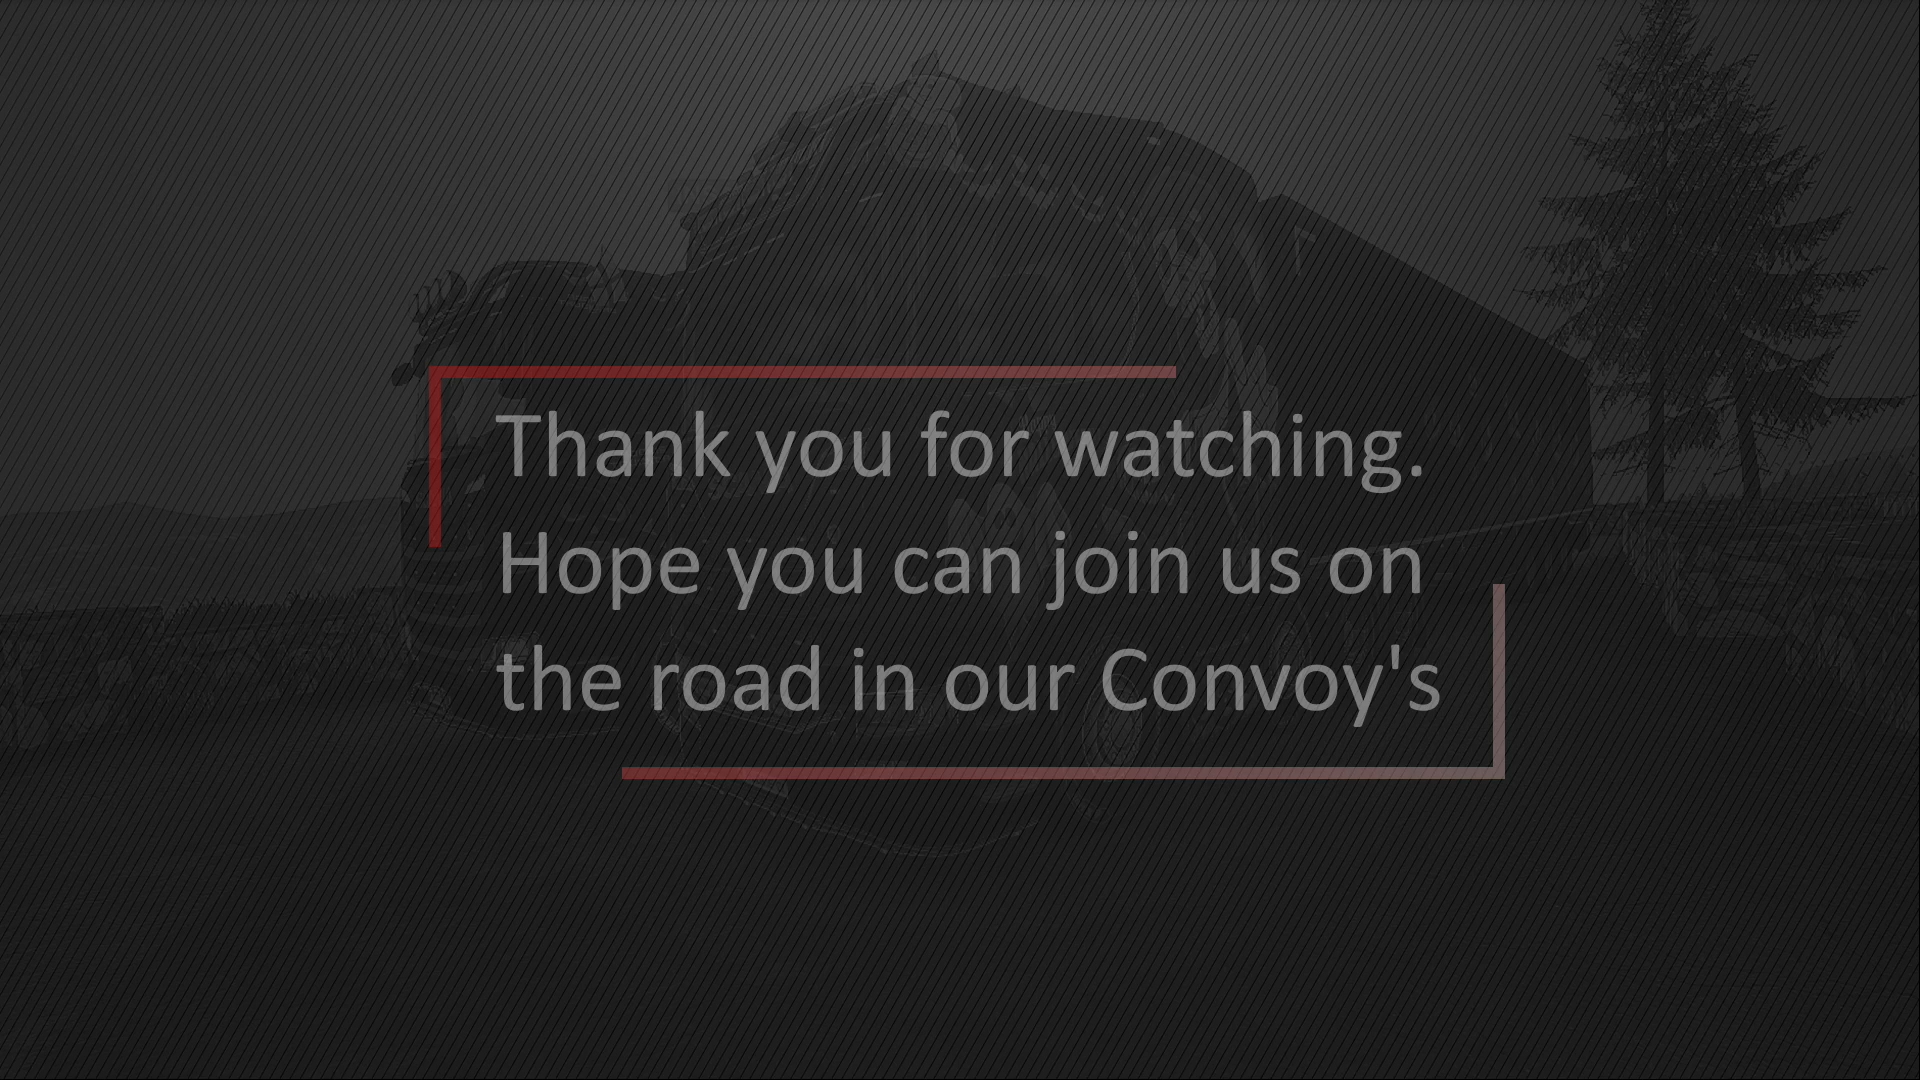 Thank you for watching.
Hope you can join us on
the road in our Convoy's